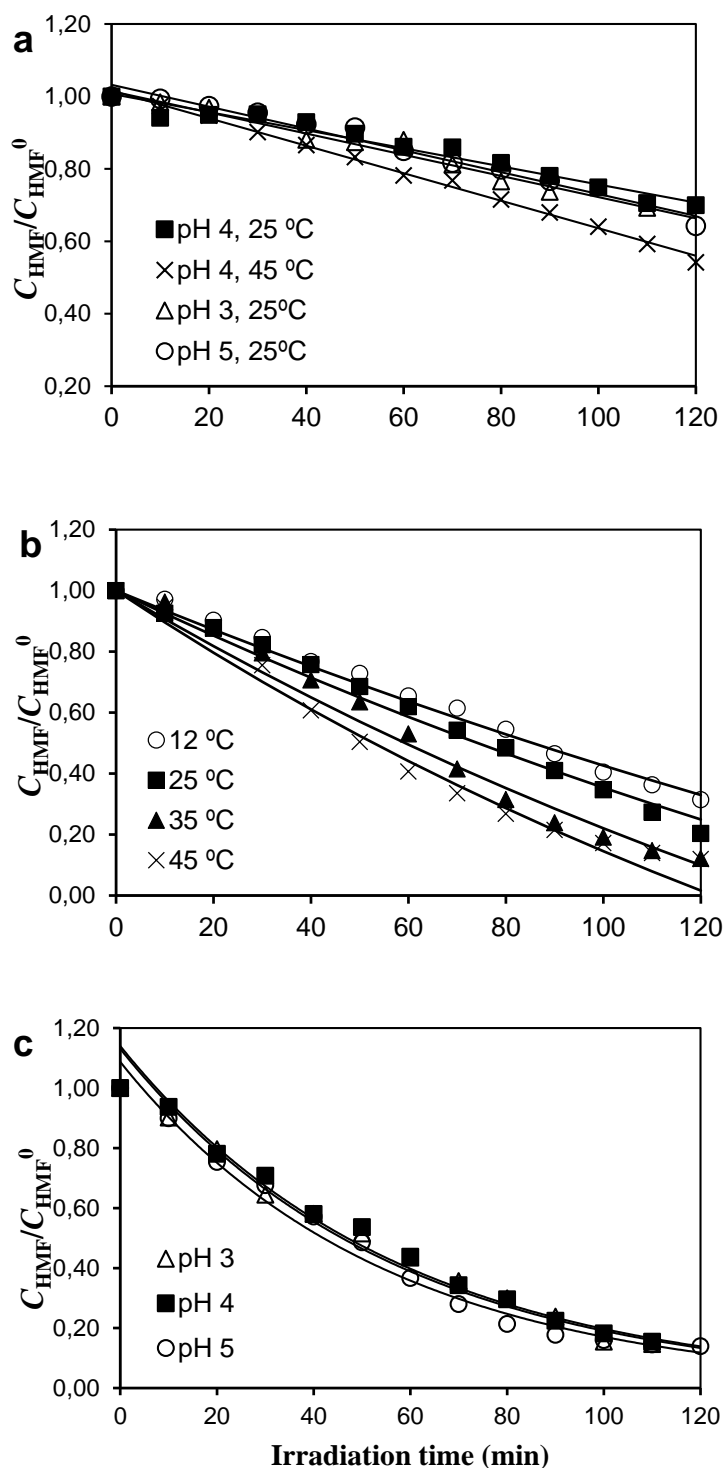 a
1,20
1,00
0,80
0,60
0,40
0,20
C_HMF/C_HMF^0
pH 4, 25 ºC
pH 4, 45 ºC
pH 3, 25ºC
pH 5, 25ºC
0 20 40 60 80 100 120
b
1,20
1,00
0,80
0,60
0,40
0,20
0,00
C_HMF/C_HMF^0
12 ºC
25 ºC
35 ºC
45 ºC
0 20 40 60 80 100 120
c
1,20
1,00
0,80
0,60
0,40
0,20
0,00
C_HMF/C_HMF^0
pH 3
pH 4
pH 5
0 20 40 60 80 100 120
Irradiation time (min)